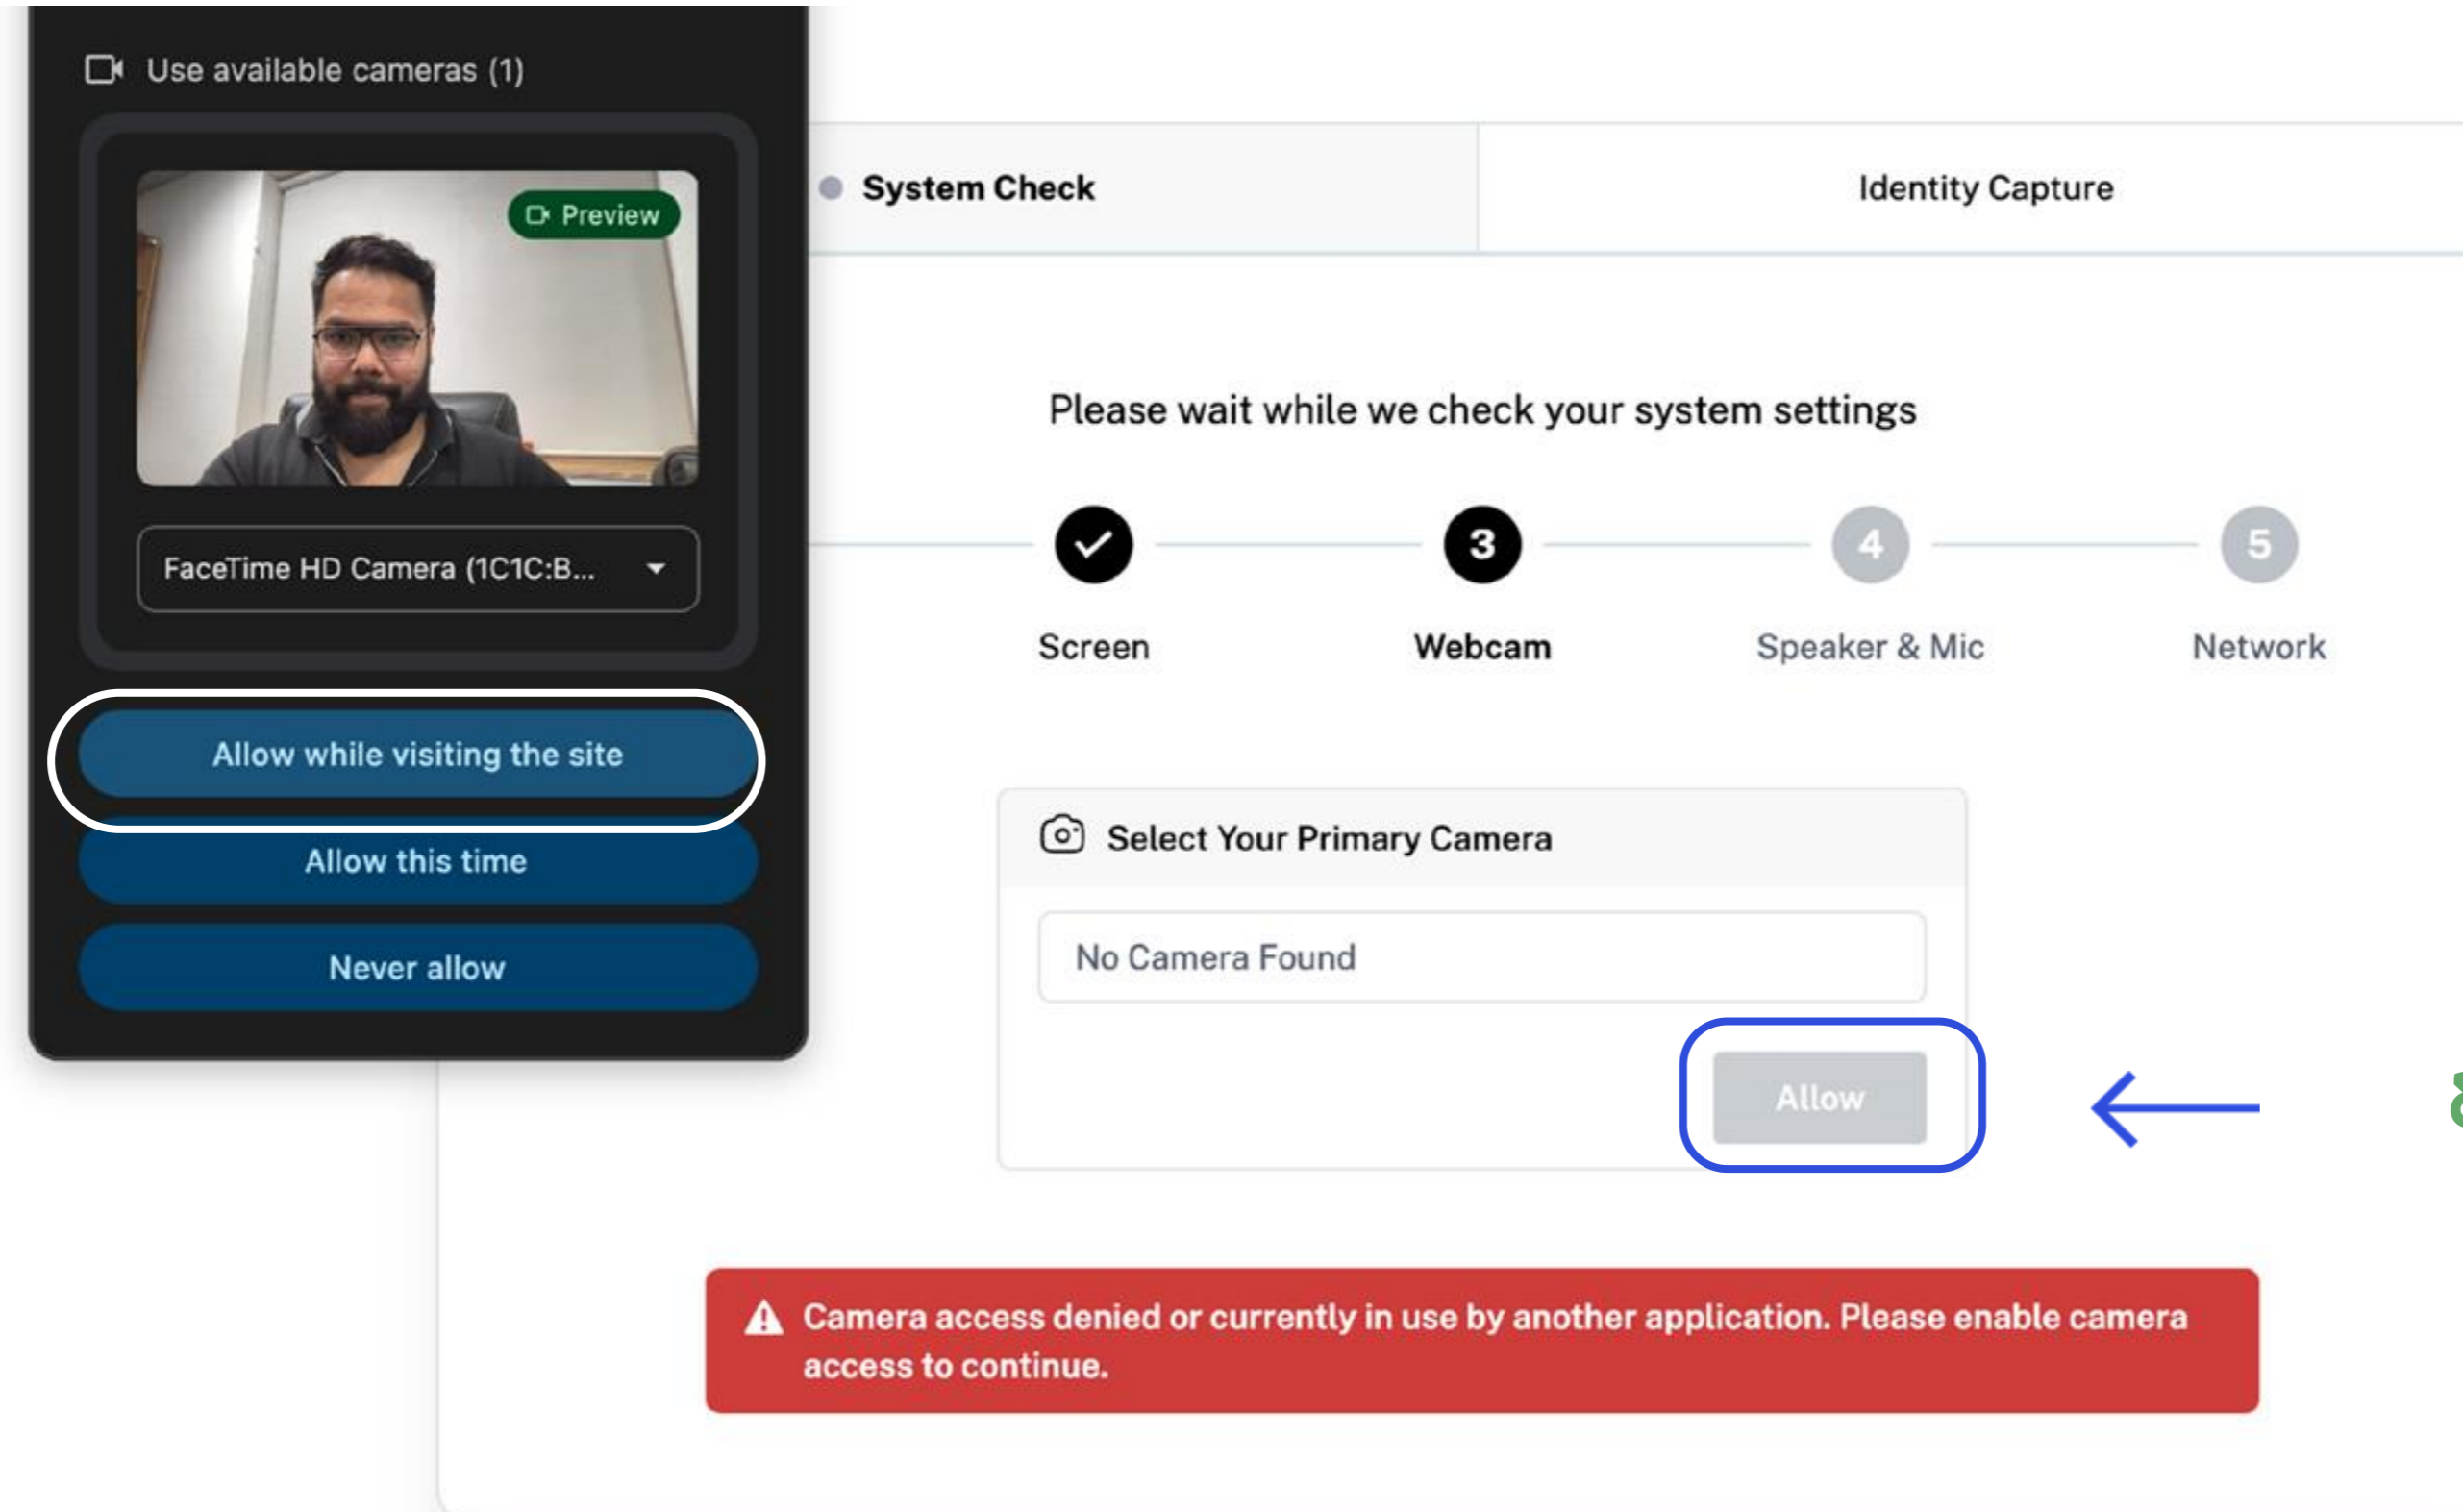 Use available cameras (1)
Preview
FaceTime HD Camera (1C1C:B...
Allow while visiting the site
Allow this time
Never allow
System Check
Identity Capture
Please wait while we check your system settings
3
4
5
Screen
Webcam
Speaker & Mic
Network
Select Your Primary Camera
No Camera Found
Allow
Camera access denied or currently in use by another application. Please enable camera
access to continue.